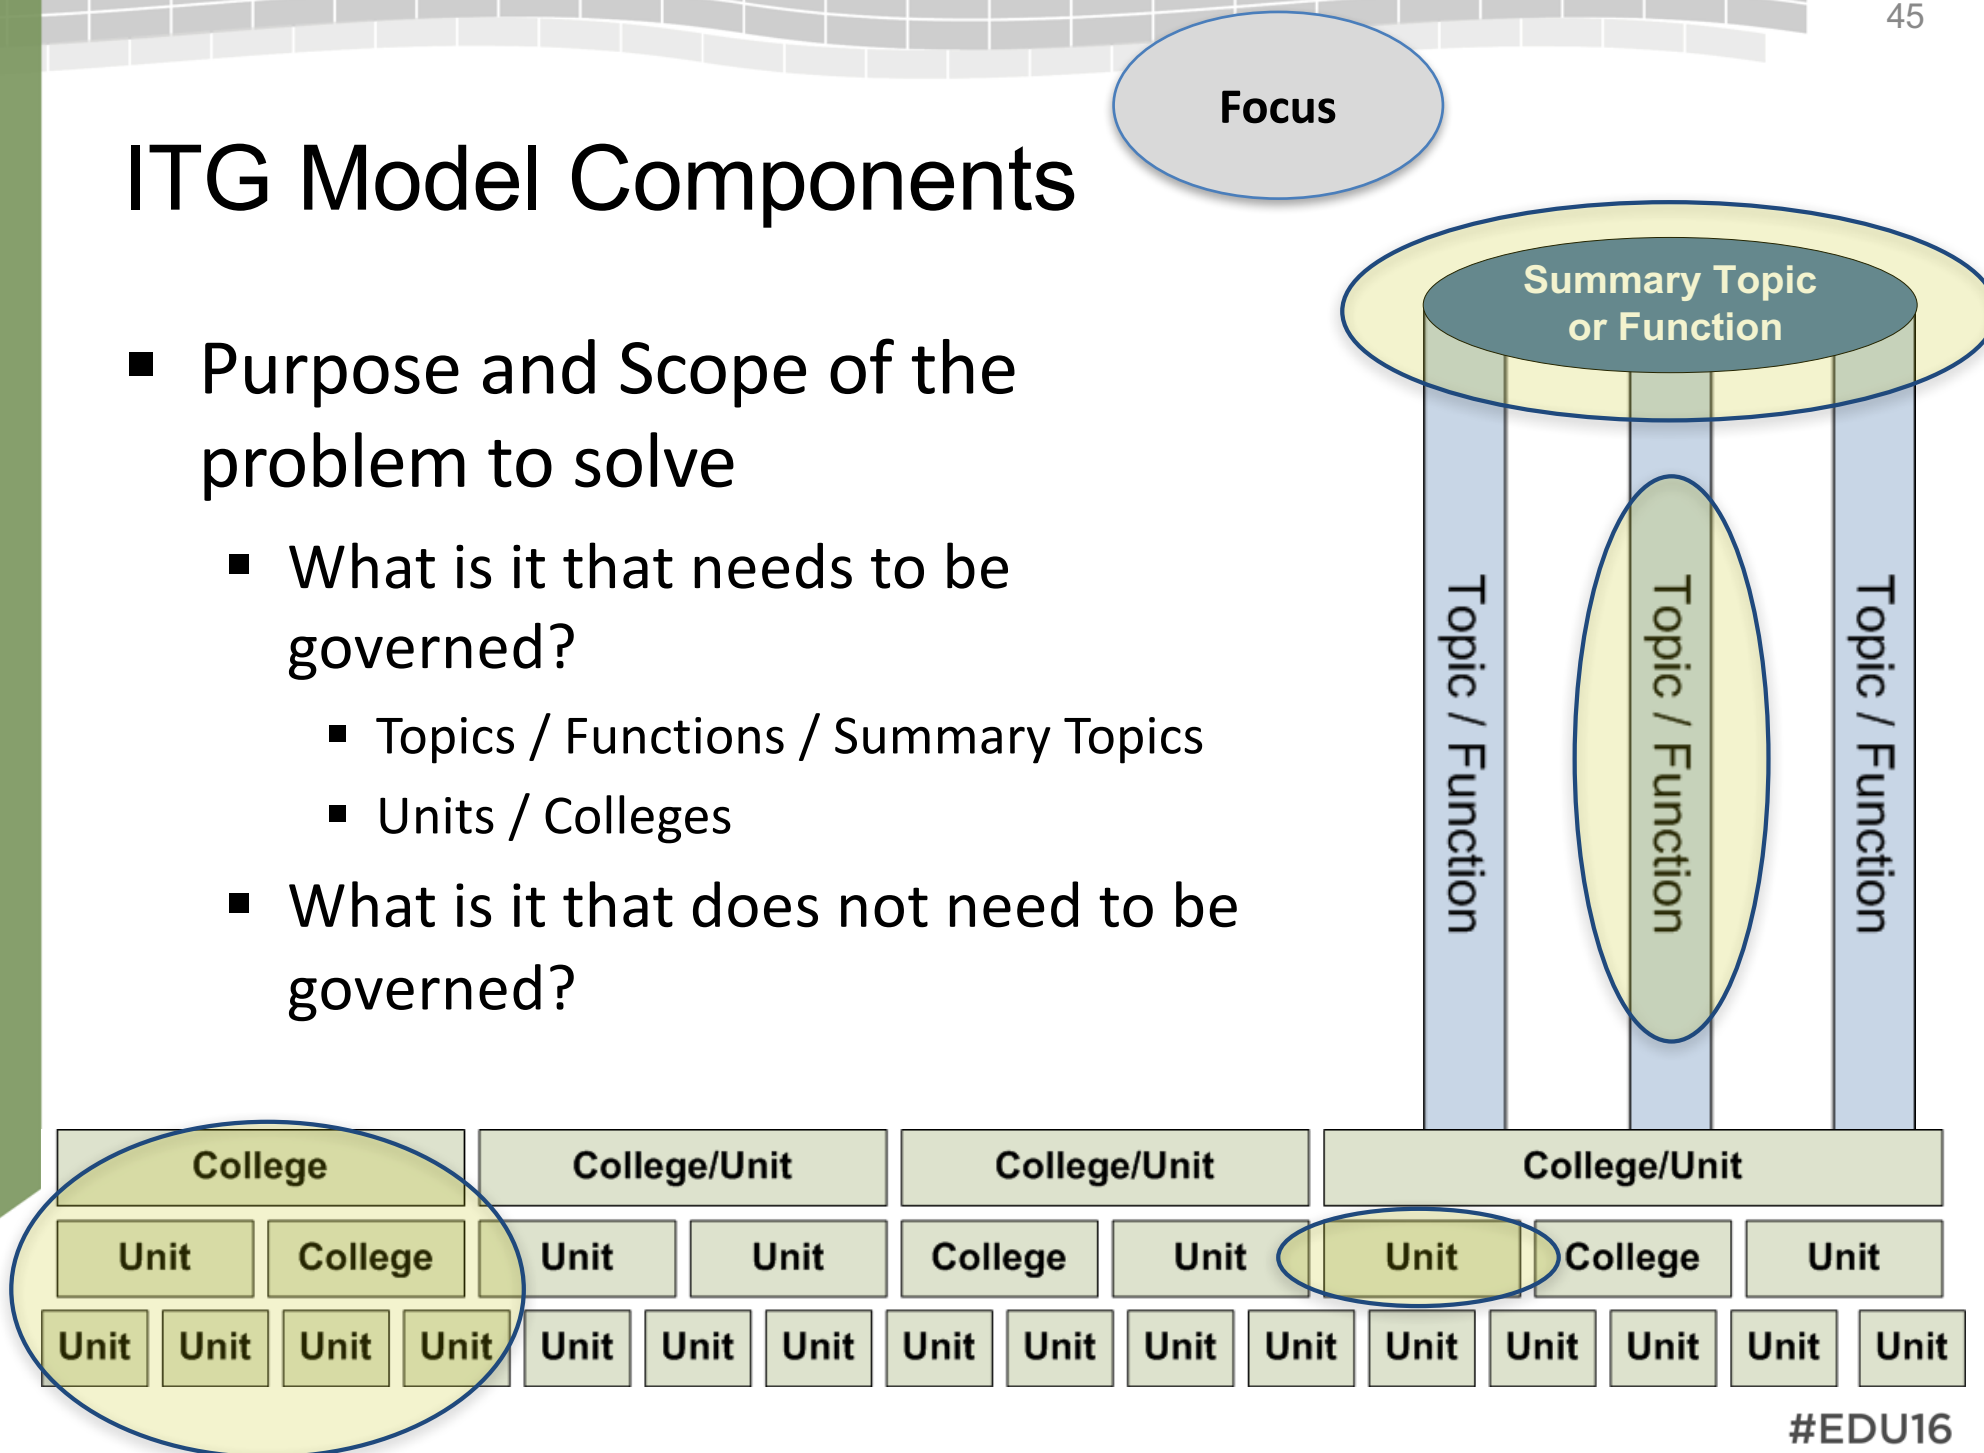 45
Focus
ITG Model Components
Summary Topic
or Function
▪ Purpose and Scope of the
problem to solve
▪ What is it that needs to be
governed?
▪ Topics / Functions / Summary Topics
▪ Units / Colleges
▪ What is it that does not need to be
governed?
Topic / Function
Topic / Function
Topic / Function
College College/Unit College/Unit College/Unit
Unit College Unit Unit College Unit Unit College Unit
Unit Unit Unit Unit Unit Unit Unit Unit Unit Unit Unit Unit Unit Unit Unit Unit
#EDU16